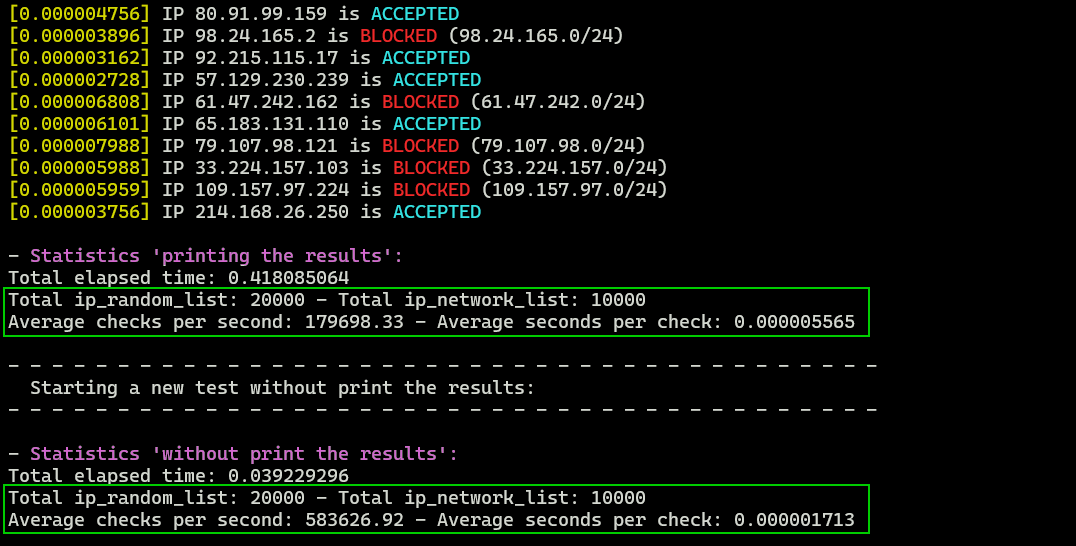 [0.000004756] IP 80.91.99.159 is ACCEPTED
[0.000003896] IP 98.24.165.2 is BLOCKED (98.24.165.0/24)
[0.000003162] IP 92.215.115.17 is ACCEPTED
[0.000002728] IP 57.129.230.239 is ACCEPTED
[0.000006808] IP 61.47.242.162 is BLOCKED (61.47.242.0/24)
[0.000006101] IP 65.183.131.110 is ACCEPTED
[0.000007988] IP 79.107.98.121 is BLOCKED (79.107.98.0/24)
[0.000005988] IP 33.224.157.103 is BLOCKED (33.224.157.0/24)
[0.000005959] IP 109.157.97.224 is BLOCKED (109.157.97.0/24)
[0.000003756] IP 214.168.26.250 is ACCEPTED
- Statistics 'printing the results':
Total elapsed time: 0.418085064
Total ip_random_list: 20000 - Total ip_network_list: 10000
Average checks per second: 179698.33 - Average seconds per check: 0.000005565
- - - - - - - - - - - - - - - - - - - - - - - - - - - - - - - - - - - - - - - -
Starting a new test without print the results:
- - - - - - - - - - - - - - - - - - - - - - - - - - - - - - - - - - - - - - - -
- Statistics 'without print the results':
Total elapsed time: 0.039229296
Total ip_random_list: 20000 - Total ip_network_list: 10000
Average checks per second: 583626.92 - Average seconds per check: 0.000001713